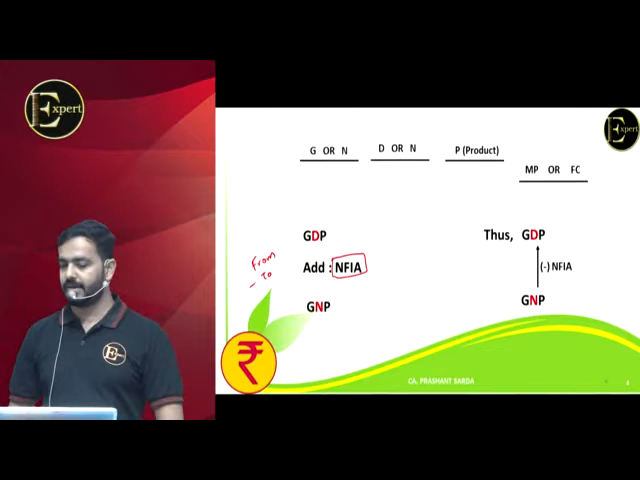 Expert
Expert
G OR N
D OR N
P (Product)
MP OR FC
GDP
Thus, GDP
From
- To
Add : NFIA
(-) NFIA
GNP
GNP
₹
Expert
CA. PRASHANT SARDA